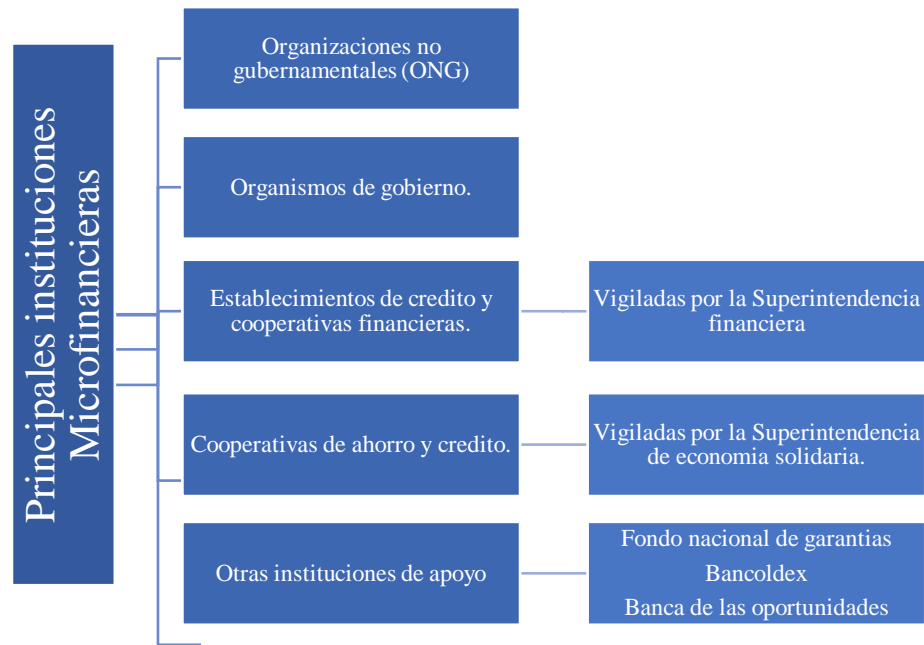 Principales instituciones
Microfinancieras
Organizaciones no
gubernamentales (ONG)
Organismos de gobierno.
Establecimientos de credito y
cooperativas financieras.
Vigiladas por la Superintendencia
financiera
Cooperativas de ahorro y credito.
Vigiladas por la Superintendencia
de economia solidaria.
Otras instituciones de apoyo
Fondo nacional de garantias
Bancoldex
Banca de las oportunidades